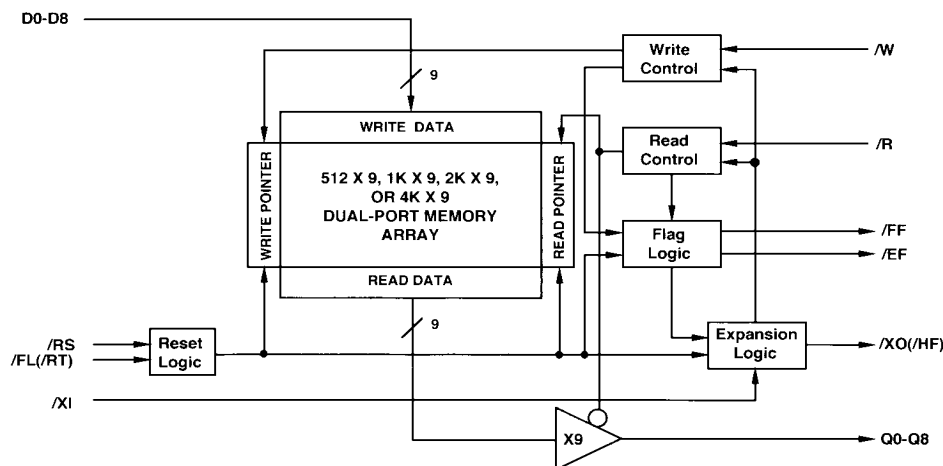 D0-D8
9
WRITE DATA
WRITE POINTER
512 X 9, 1K X 9, 2K X 9,
OR 4K X 9
DUAL-PORT MEMORY
ARRAY
READ POINTER
READ DATA
9
Write
Control
/W
Read
Control
/R
Flag
Logic
/FF
/EF
/RS
/FL(/RT)
Reset
Logic
Expansion
Logic
/XO(/HF)
/XI
X9
Q0-Q8